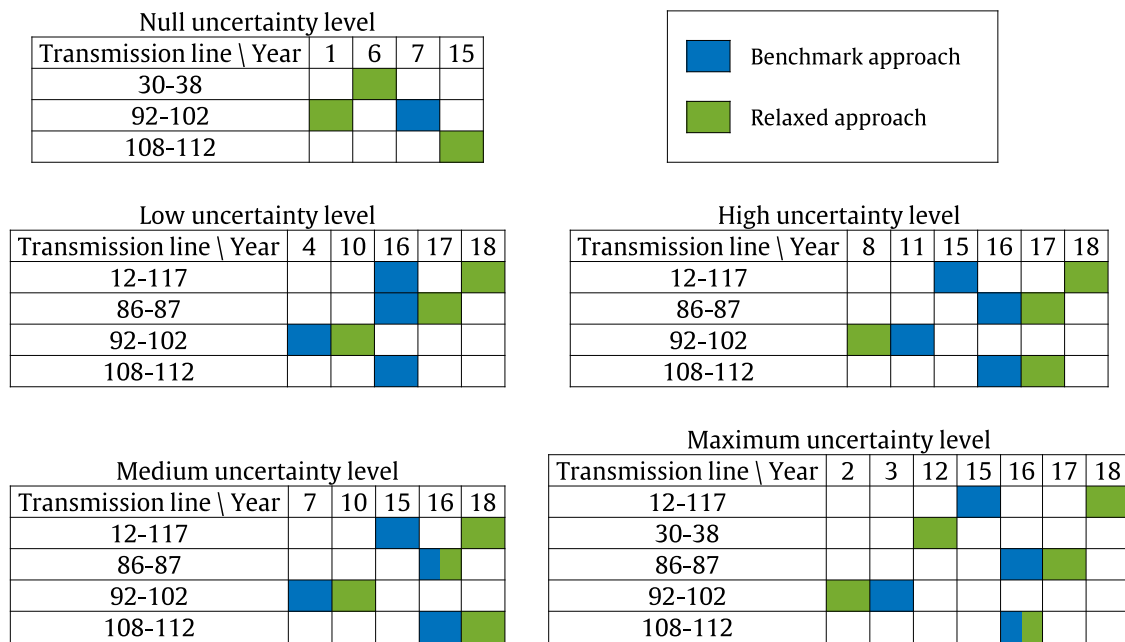 Null uncertainty level
Transmission line \ Year 1 6 7 15
30-38
92-102
108-112
Benchmark approach
Relaxed approach
Low uncertainty level
Transmission line \ Year 4 10 16 17 18
12-117
86-87
92-102
108-112
High uncertainty level
Transmission line \ Year 8 11 15 16 17 18
12-117
86-87
92-102
108-112
Medium uncertainty level
Transmission line \ Year 7 10 15 16 18
12-117
86-87
92-102
108-112
Maximum uncertainty level
Transmission line \ Year 2 3 12 15 16 17 18
12-117
30-38
86-87
92-102
108-112